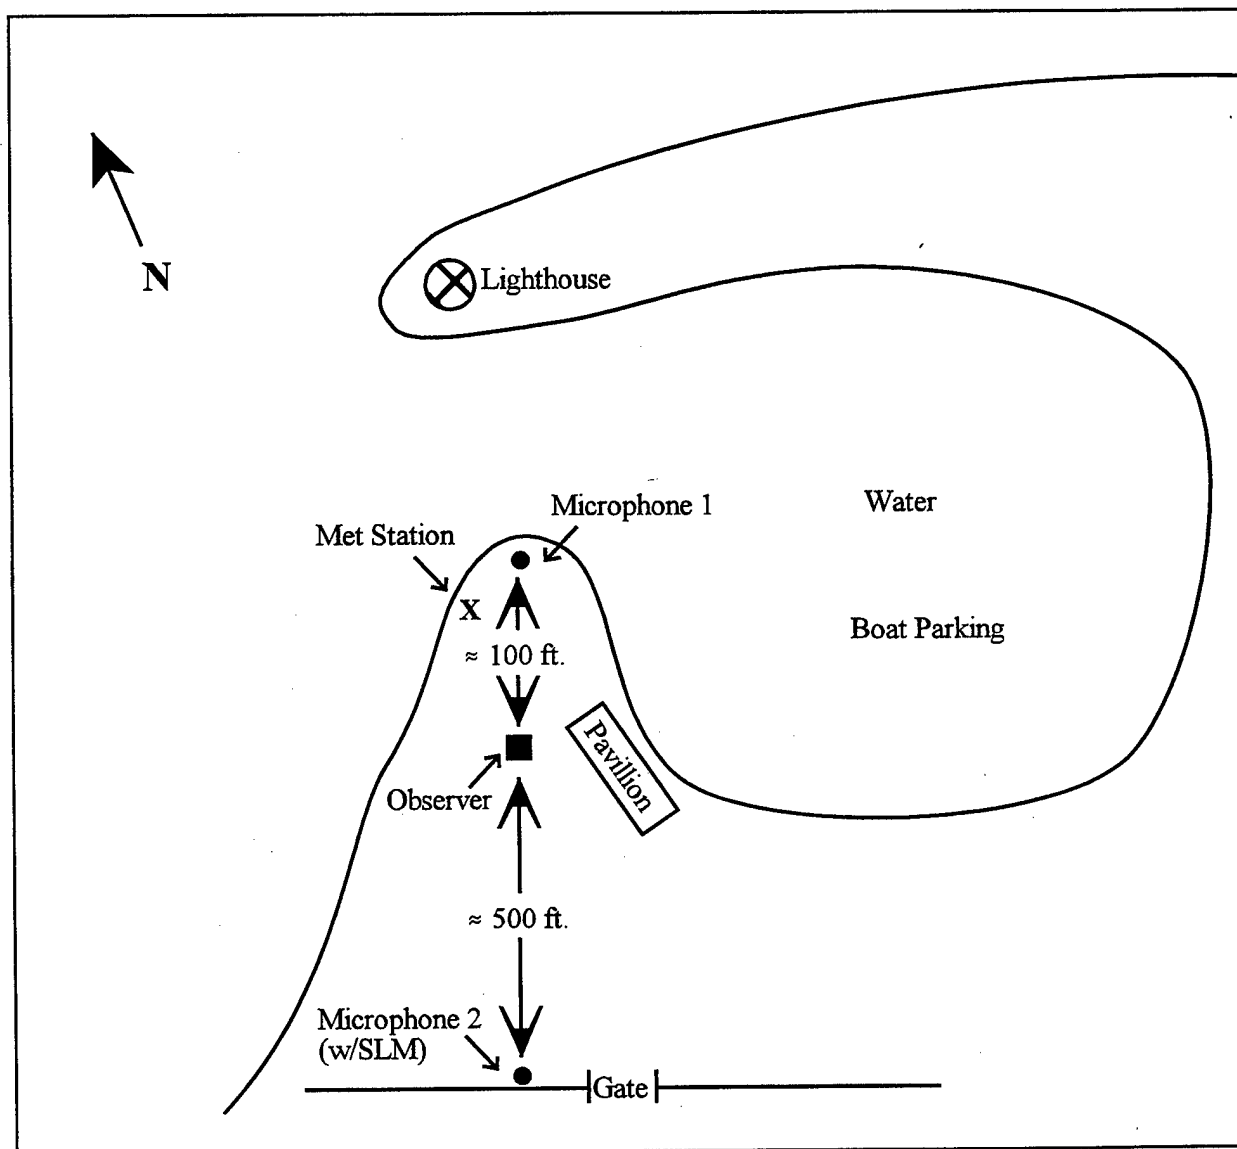 N
Lighthouse
Microphone 1
Water
Met Station
X
≈ 100 ft.
Boat Parking
Pavillion
Observer
≈ 500 ft.
Microphone 2
(w/SLM)
Gate